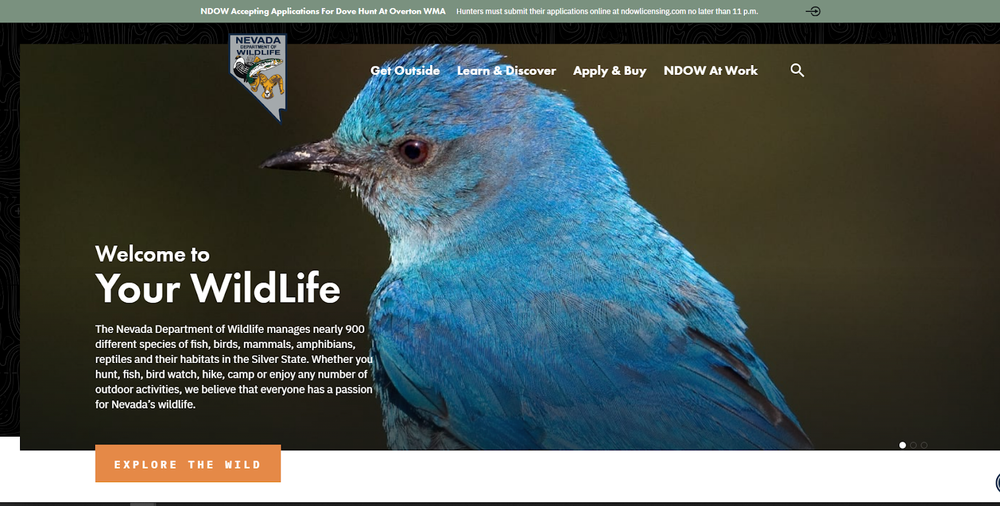 NDOW Accepting Applications For Dove Hunt At Overton WMA Hunters must submit their applications online at ndowlicensing.com no later than 11 p.m.
NEVADA
DEPARTMENT OF
WILDLIFE
Get Outside Learn & Discover Apply & Buy NDOW At Work
Welcome to
Your WildLife
The Nevada Department of Wildlife manages nearly 900
different species of fish, birds, mammals, amphibians,
reptiles and their habitats in the Silver State. Whether you
hunt, fish, bird watch, hike, camp or enjoy any number of
outdoor activities, we believe that everyone has a passion
for Nevada’s wildlife.
EXPLORE THE WILD